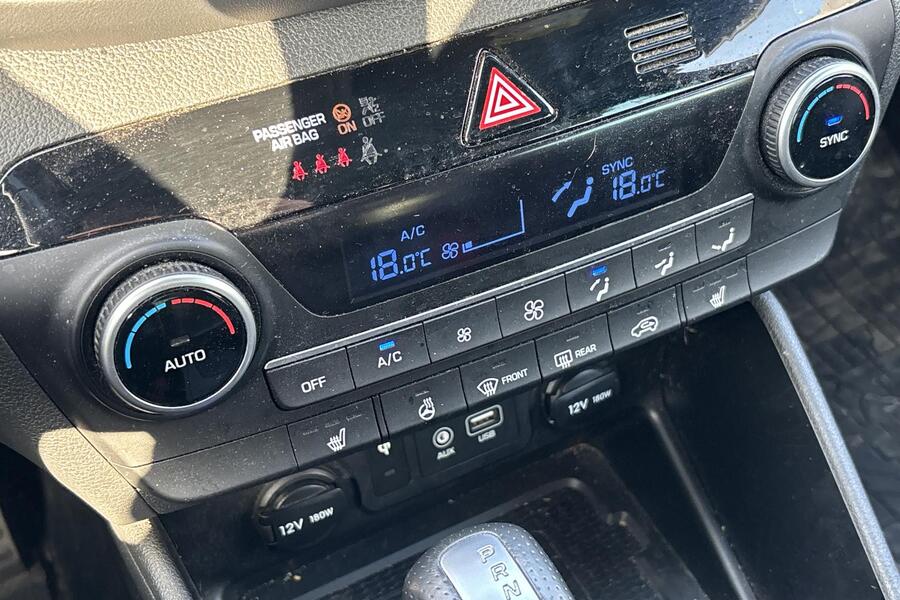 PASSENGER
AIR BAG
ON OFF
SYNC
18.0°C
A/C
18.0°C
SYNC
AUTO
OFF
A/C
FRONT
REAR
AUX
USB
12V 180W
12V 180W
P
R
N